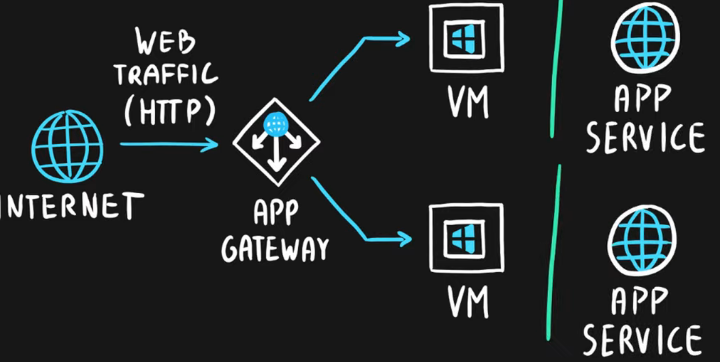 WEB
TRAFFIC
(HTTP)
INTERNET
APP
GATEWAY
VM
APP
SERVICE
VM
APP
SERVICE